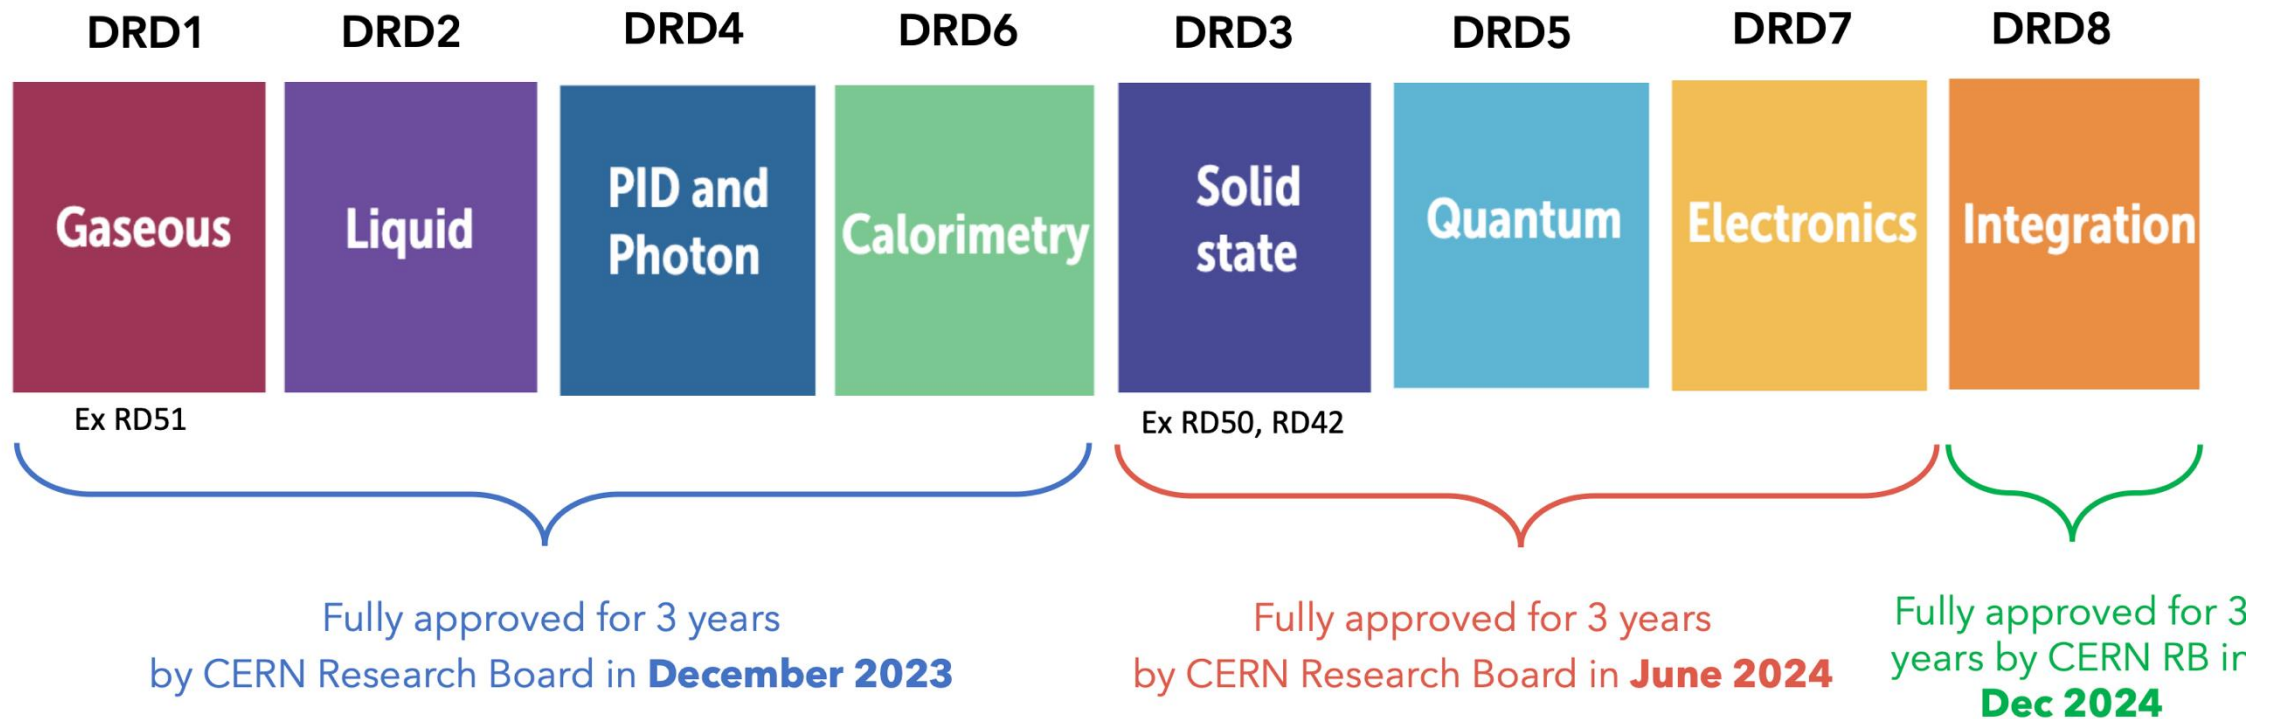 DRD1
DRD2
DRD4
DRD6
DRD3
DRD5
DRD7
DRD8
Gaseous
Liquid
PID and
Photon
Calorimetry
Solid
state
Quantum
Electronics
Integration
Ex RD51
Ex RD50, RD42
Fully approved for 3 years
by CERN Research Board in December 2023
Fully approved for 3 years
by CERN Research Board in June 2024
Fully approved for 3
years by CERN RB in
Dec 2024